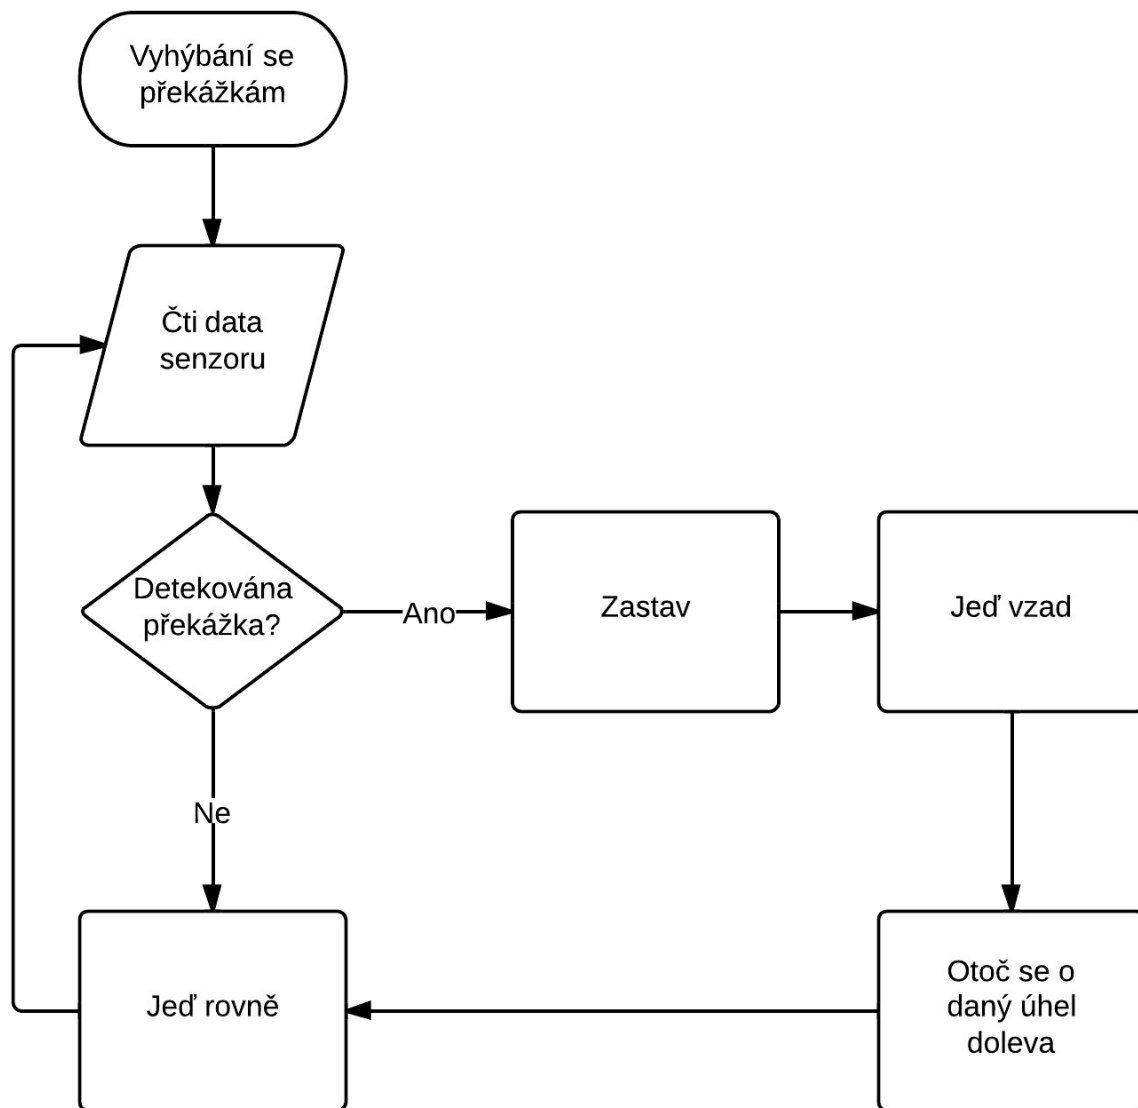 Vyhýbání se
překážkám
Čti data
senzoru
Detekována
překážka?
Ano
Zastav
Jeď vzad
Ne
Jeď rovně
Otoč se o
daný úhel
doleva